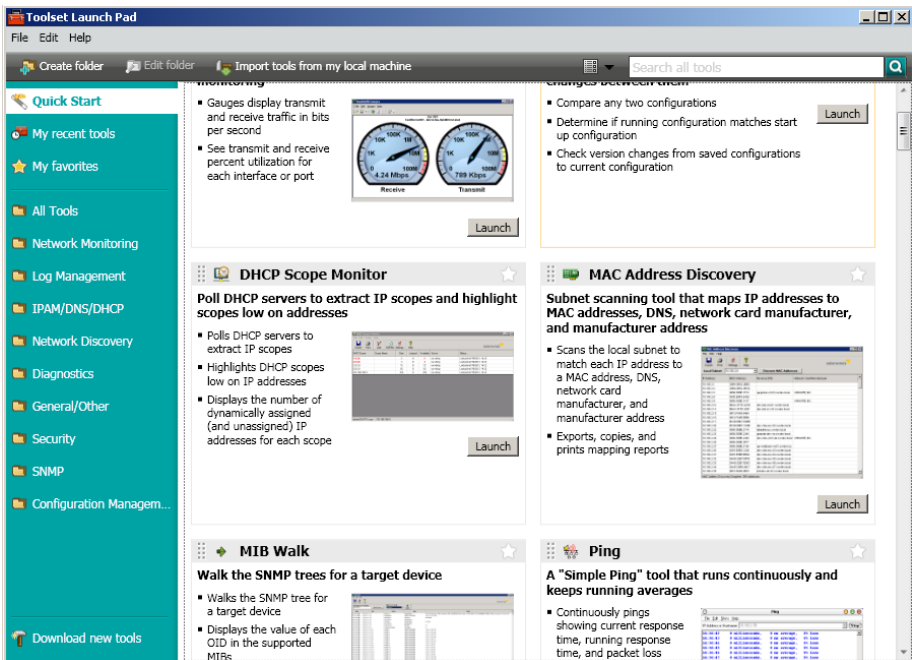 Toolset Launch Pad
File Edit Help
Create folder Edit folder Import tools from my local machine Search all tools
Quick Start
My recent tools
My favorites
All Tools
Network Monitoring
Log Management
IPAM/DNS/DHCP
Network Discovery
Diagnostics
General/Other
Security
SNMP
Configuration Managem...
Download new tools
monitoring
▪ Gauges display transmit
and receive traffic in bits
per second
▪ See transmit and receive
percent utilization for
each interface or port
4.24 Mbps
Receive
789 Kbps
Transmit
Launch
changes between them
▪ Compare any two configurations
▪ Determine if running configuration matches start
up configuration
▪ Check version changes from saved configurations
to current configuration
Launch
DHCP Scope Monitor
Poll DHCP servers to extract IP scopes and highlight
scopes low on addresses
▪ Polls DHCP servers to
extract IP scopes
▪ Highlights DHCP scopes
low on IP addresses
▪ Displays the number of
dynamically assigned
(and unassigned) IP
addresses for each scope
Launch
MAC Address Discovery
Subnet scanning tool that maps IP addresses to
MAC addresses, DNS, network card manufacturer,
and manufacturer address
▪ Scans the local subnet to
match each IP address to
a MAC address, DNS,
network card
manufacturer, and
manufacturer address
▪ Exports, copies, and
prints mapping reports
Launch
MIB Walk
Walk the SNMP trees for a target device
▪ Walks the SNMP tree for
a target device
▪ Displays the value of each
OID in the supported
MIBs
Ping
A "Simple Ping" tool that runs continuously and
keeps running averages
▪ Continuously pings
showing current response
time, running response
time, and packet loss
Ping